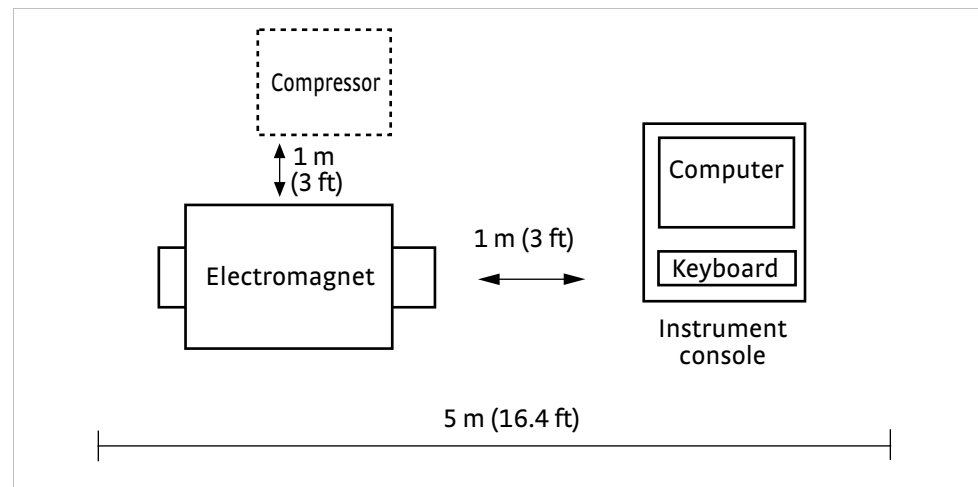 Compressor
1 m
(3 ft)
Electromagnet
1 m (3 ft)
Computer
Keyboard
Instrument
console
5 m (16.4 ft)